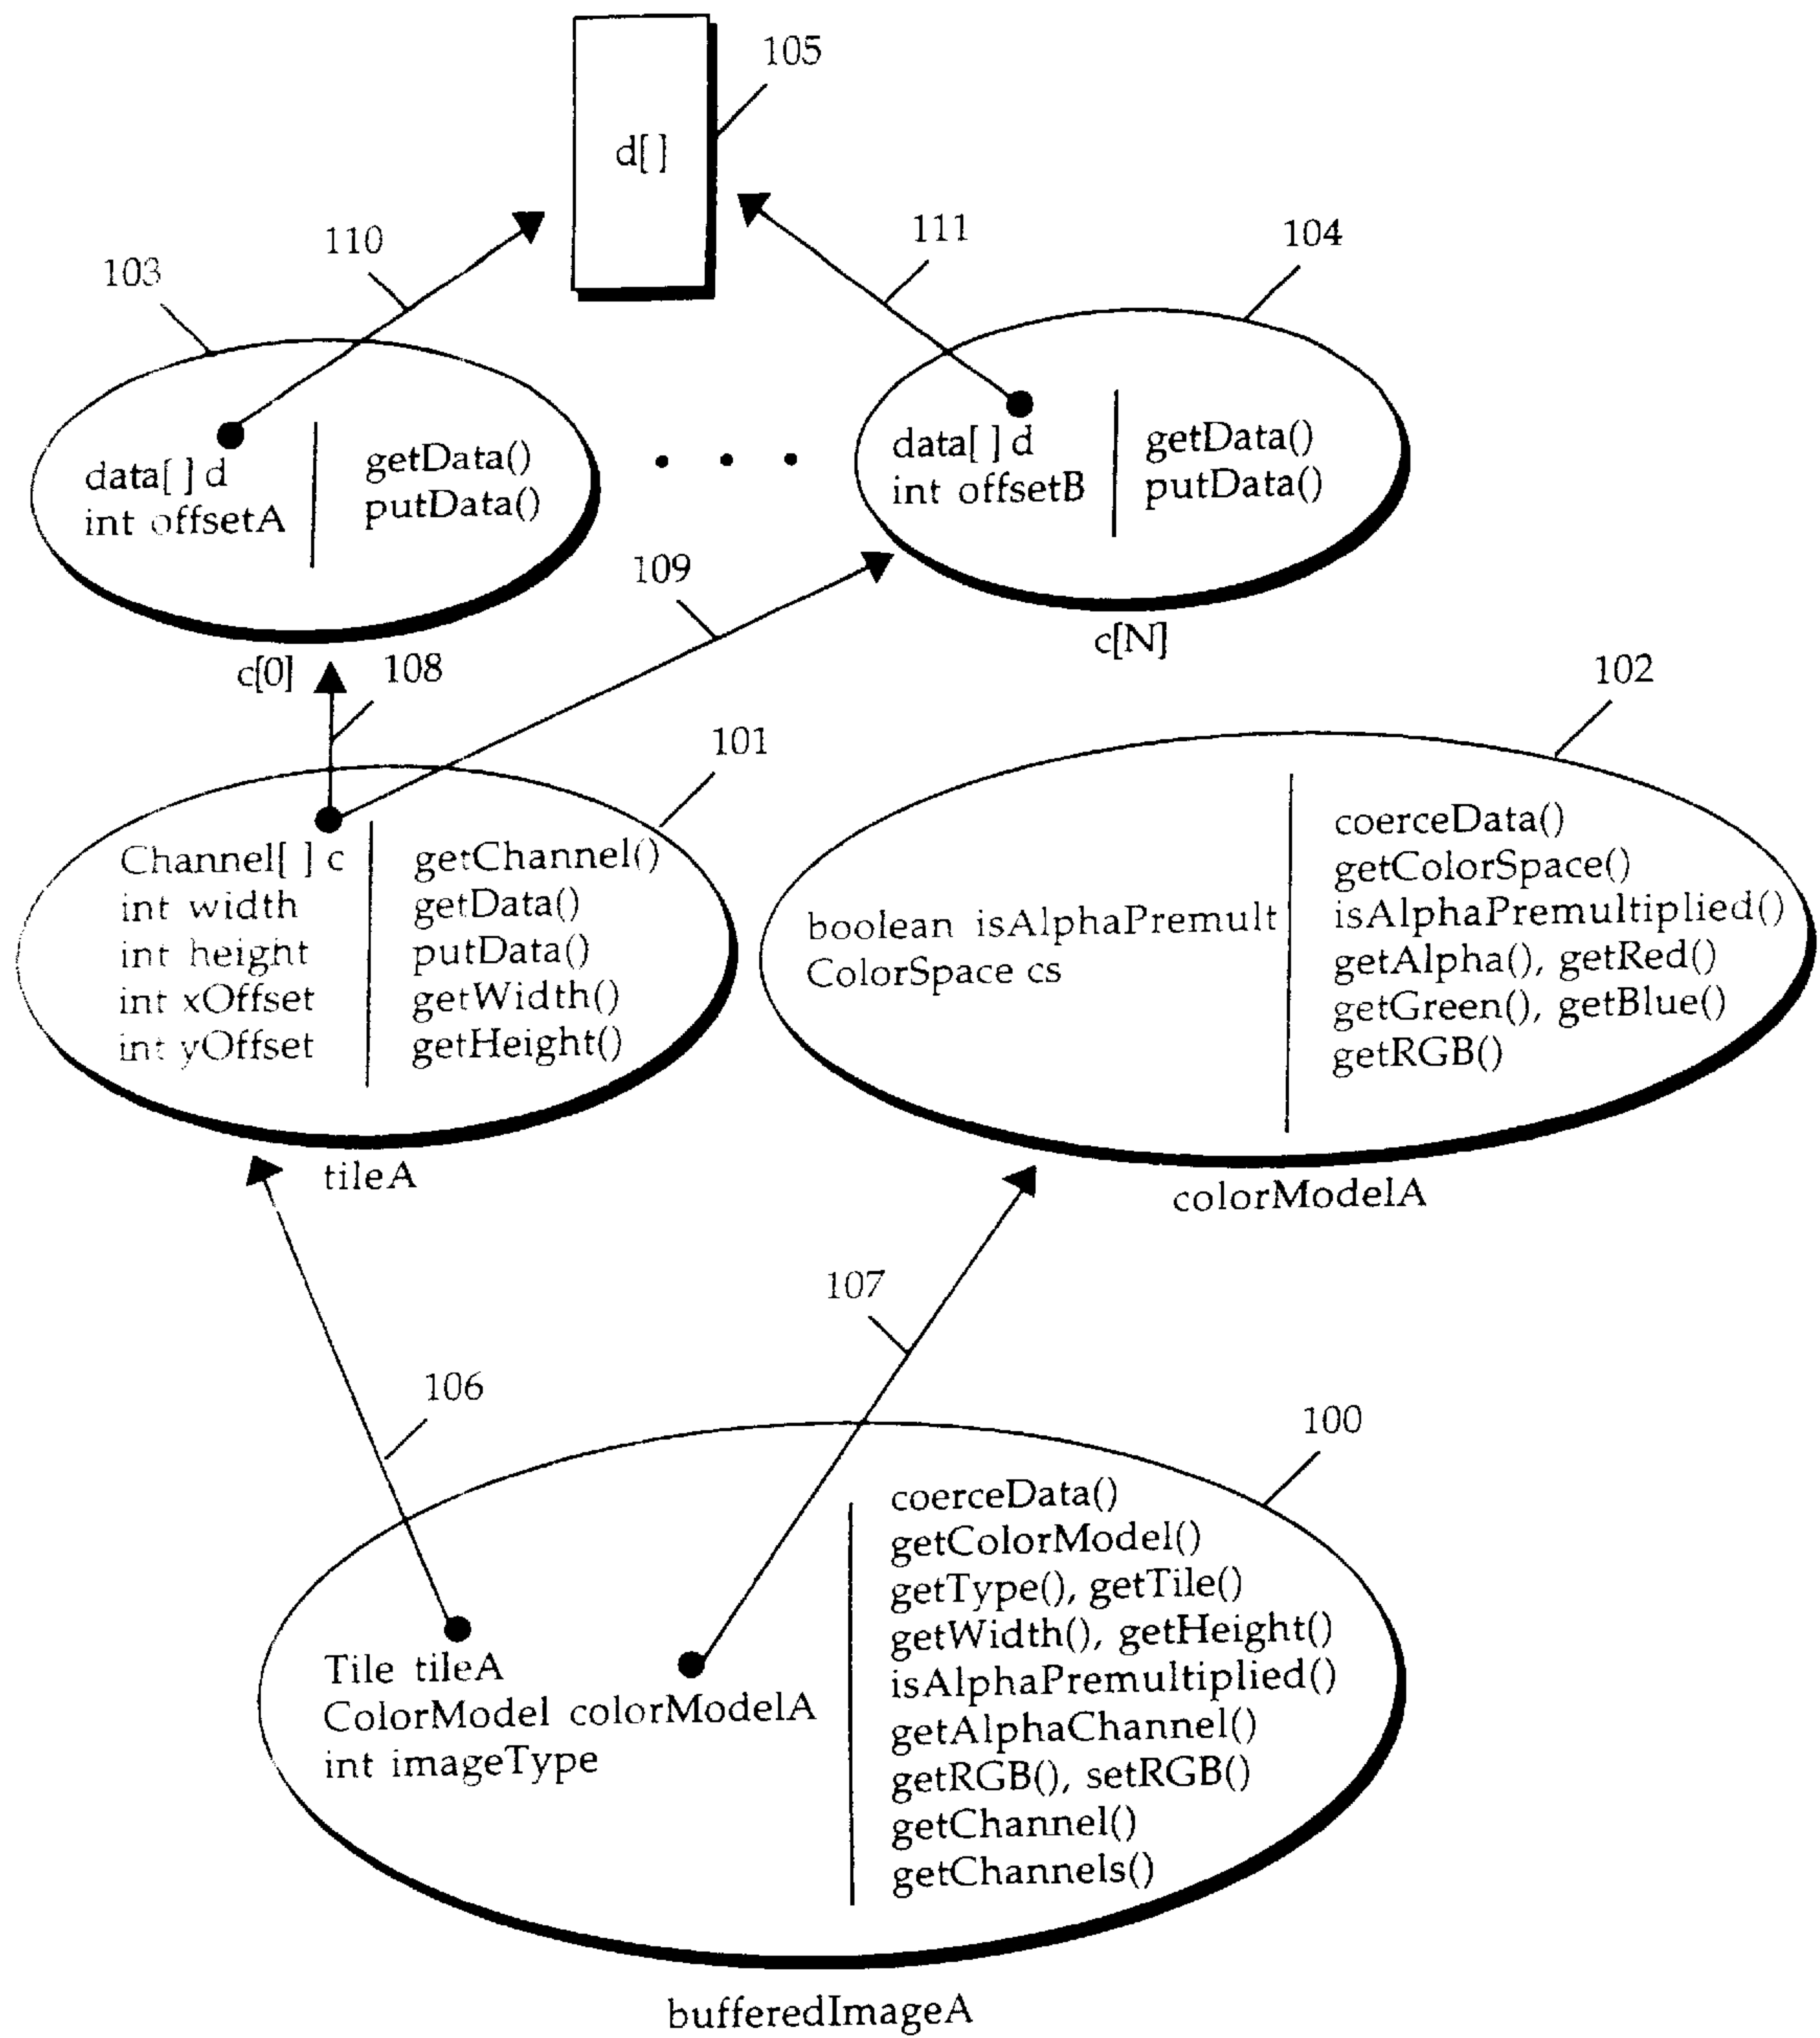 105
d[ ]
110
111
104
103
data[ ] d
int offsetA
getData()
putData()
data[ ] d
int offsetB
getData()
putData()
109
c[N]
c[0]
108
102
101
Channel[ ] c
int width
int height
int xOffset
int yOffset
getChannel()
getData()
putData()
getWidth()
getHeight()
boolean isAlphaPremult
ColorSpace cs
coerceData()
getColorSpace()
isAlphaPremultiplied()
getAlpha(), getRed()
getGreen(), getBlue()
getRGB()
tileA
colorModelA
107
106
100
Tile tileA
ColorModel colorModelA
int imageType
coerceData()
getColorModel()
getType(), getTile()
getWidth(), getHeight()
isAlphaPremultiplied()
getAlphaChannel()
getRGB(), setRGB()
getChannel()
getChannels()
bufferedImageA